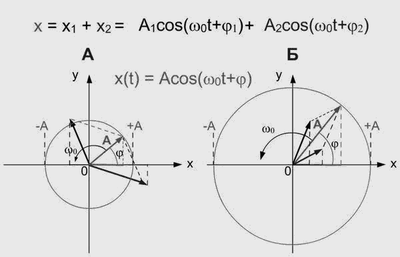 x = x₁ + x₂ = A₁cos(ω₀t+φ₁)+ A₂cos(ω₀t+φ₂)
А Б
x(t) = Acos(ω₀t+φ)
y y
-A +A -A +A
A A
ω₀ φ ω₀ φ
0 x 0 x